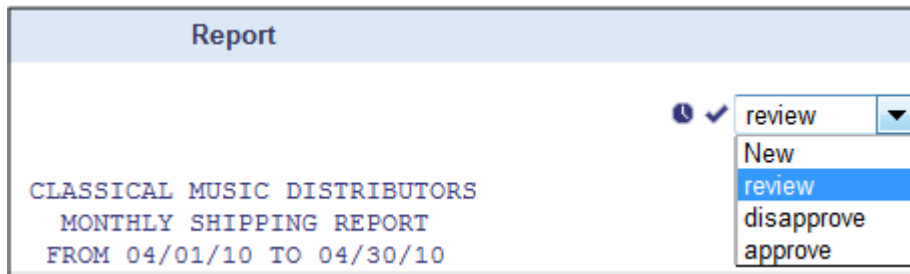 Report
review
New
review
disapprove
approve
CLASSICAL MUSIC DISTRIBUTORS
MONTHLY SHIPPING REPORT
FROM 04/01/10 TO 04/30/10